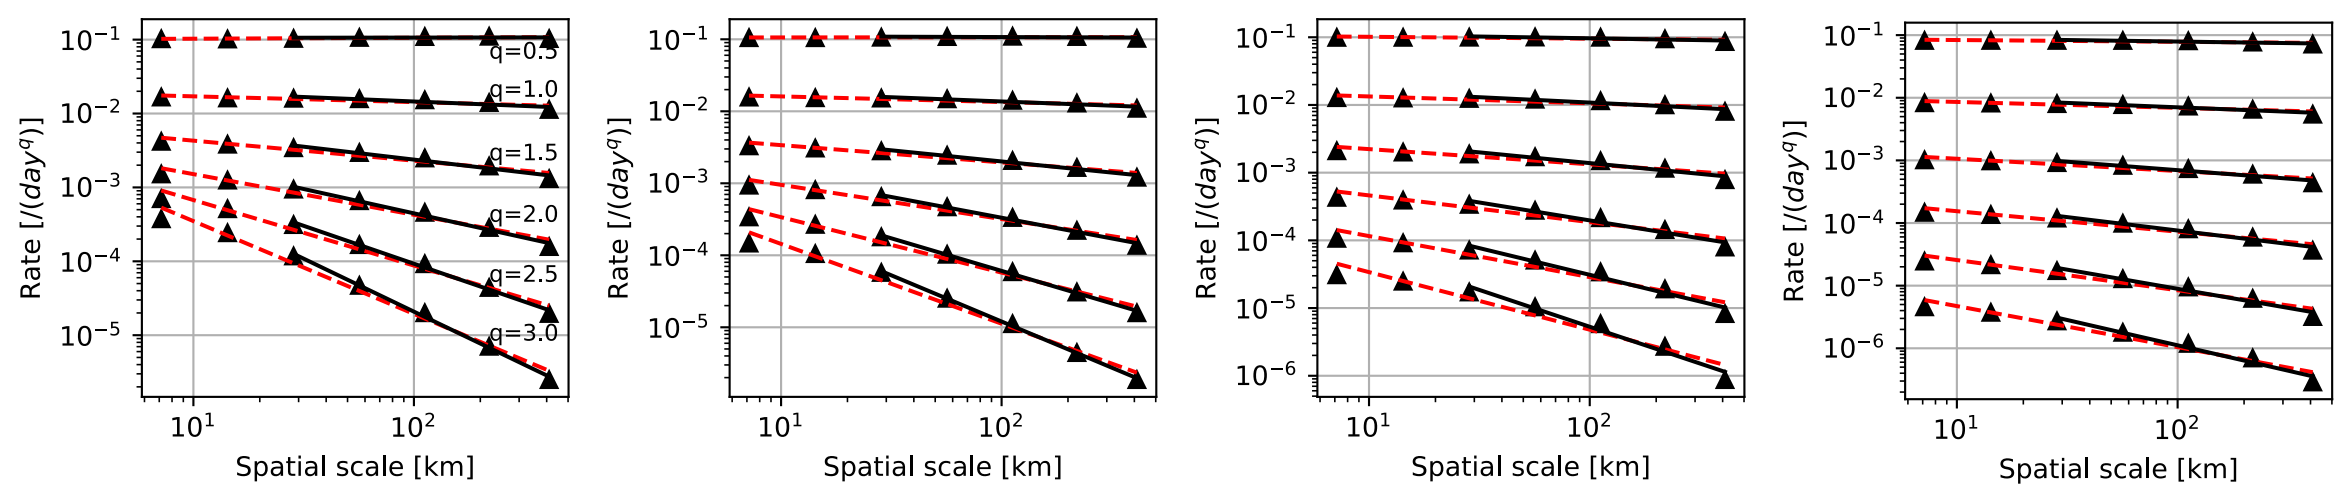 Rate [/(day^q)]
10^−1
10^−2
10^−3
10^−4
10^−5
q=0.5
q=1.0
q=1.5
q=2.0
q=2.5
q=3.0
10^1
10^2
Spatial scale [km]
Rate [/(day^q)]
10^−1
10^−2
10^−3
10^−4
10^−5
10^1
10^2
Spatial scale [km]
Rate [/(day^q)]
10^−1
10^−2
10^−3
10^−4
10^−5
10^−6
10^1
10^2
Spatial scale [km]
Rate [/(day^q)]
10^−1
10^−2
10^−3
10^−4
10^−5
10^−6
10^1
10^2
Spatial scale [km]